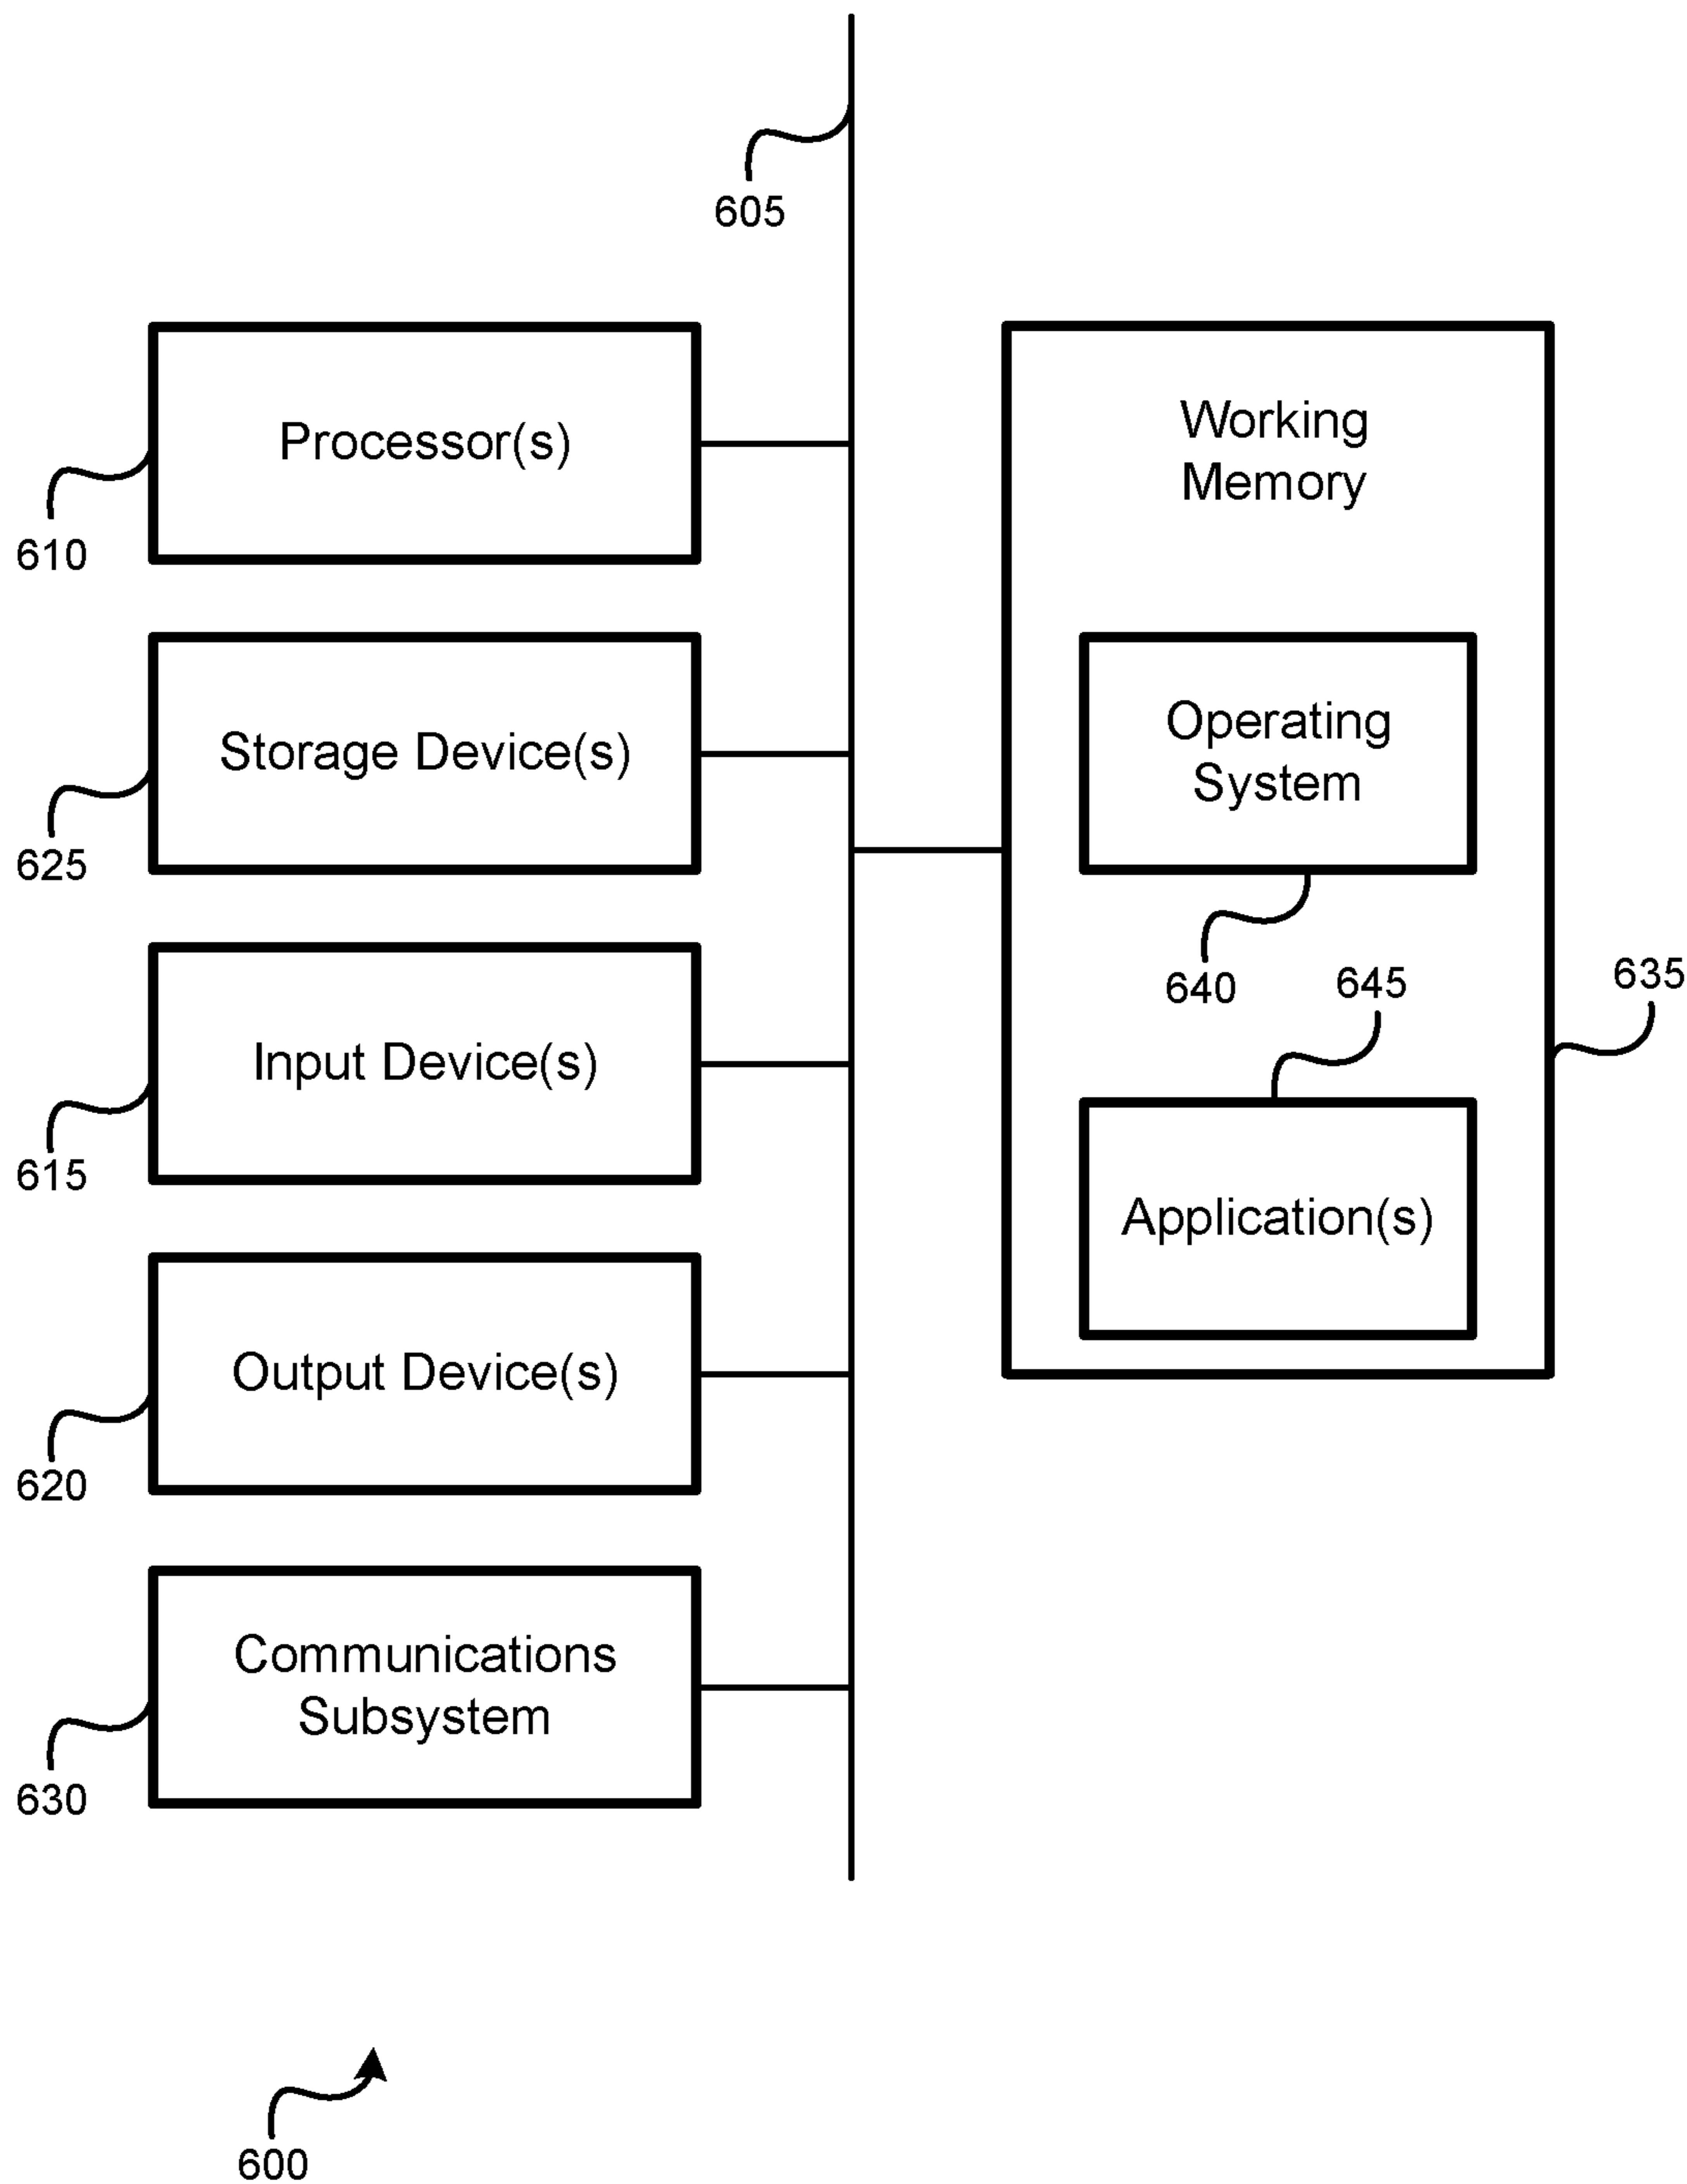 605
Processor(s)
610
Storage Device(s)
625
Input Device(s)
615
Output Device(s)
620
Communications
Subsystem
630
Working
Memory
Operating
System
640
645
635
Application(s)
600